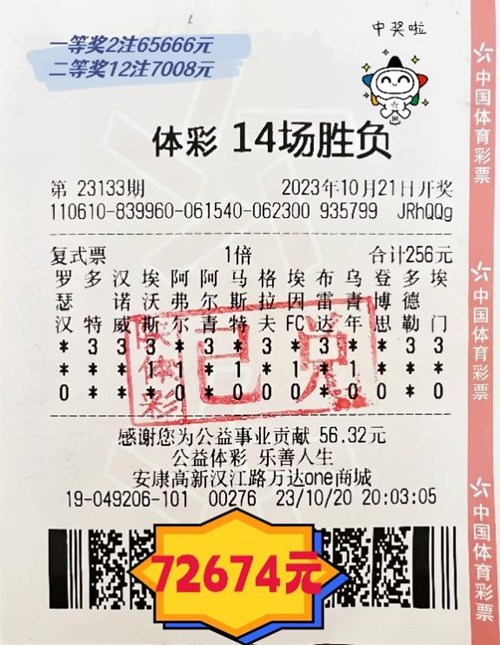 一等奖2注65666元
二等奖12注7008元
中奖啦
体彩 14场胜负
第 23133期 2023年10月21日开奖
110610-839960-061540-062300 935799 JRhQQg
复式票 1倍 合计256元
罗 多 汉 埃 阿 阿 马 格 埃 布 乌 登 多 埃
瑟 诺 沃 弗 尔 斯 拉 因 雷 青 博 德
汉 特 威 斯 尔 青 特 夫 FC 达 年 思 勒 门
* 3 3 3 * 3 * 3 * 3 * * 3 3
* * * 1 1 * 1 * 1 * 1 * * *
体彩
已兑
感谢您为公益事业贡献 56.32元
公益体彩 乐善人生
安康高新汉江路万达one商城
19-049206-101 00276 23/10/20 20:03:05
72674元
中国体育彩票
中国体育彩票
中国体育彩票